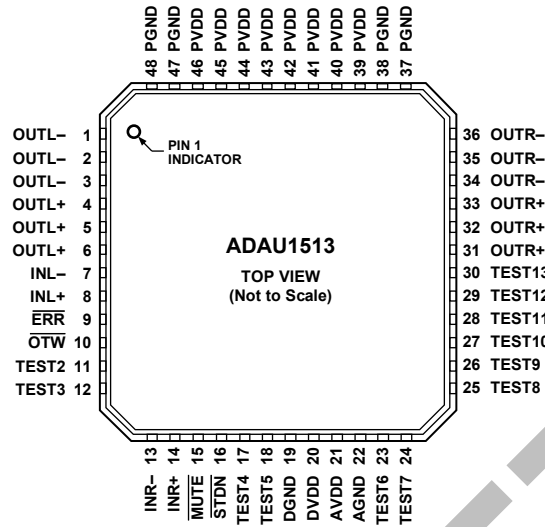 48 PGND
47 PGND
46 PVDD
45 PVDD
44 PVDD
43 PVDD
42 PVDD
41 PVDD
40 PVDD
39 PVDD
38 PGND
37 PGND
OUTL– 1
OUTL– 2
OUTL– 3
OUTL+ 4
OUTL+ 5
OUTL+ 6
INL– 7
INL+ 8
ERR 9
OTW 10
TEST2 11
TEST3 12
PIN 1
INDICATOR
ADAU1513
TOP VIEW
(Not to Scale)
36 OUTR–
35 OUTR–
34 OUTR–
33 OUTR+
32 OUTR+
31 OUTR+
30 TEST13
29 TEST12
28 TEST11
27 TEST10
26 TEST9
25 TEST8
INR– 13
INR+ 14
MUTE 15
STDN 16
TEST4 17
TEST5 18
DGND 19
DVDD 20
AVDD 21
AGND 22
TEST6 23
TEST7 24